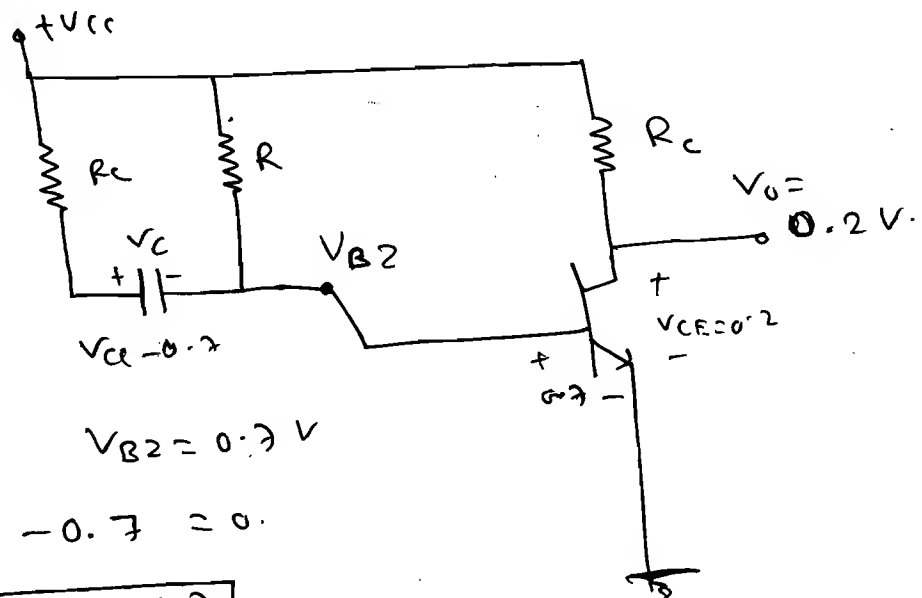 +Vcc
Rc
R
Rc
Vo =
0.2 V.
Vc
+ -
VB2
+
VCE=0.2
-
Vcc -0.7
+
0.7 -
VB2 = 0.7 V
-0.7 = 0.